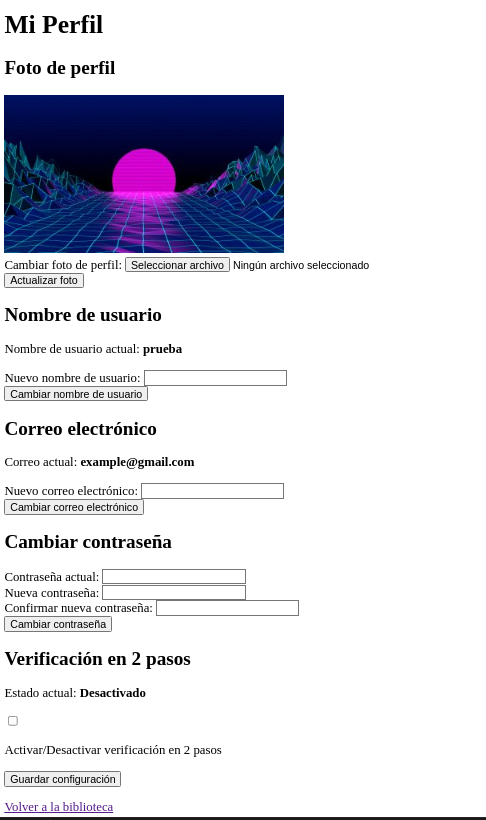 Mi Perfil
Foto de perfil
Cambiar foto de perfil: Seleccionar archivo Ningún archivo seleccionado
Actualizar foto
Nombre de usuario
Nombre de usuario actual: prueba
Nuevo nombre de usuario:
Cambiar nombre de usuario
Correo electrónico
Correo actual: example@gmail.com
Nuevo correo electrónico:
Cambiar correo electrónico
Cambiar contraseña
Contraseña actual:
Nueva contraseña:
Confirmar nueva contraseña:
Cambiar contraseña
Verificación en 2 pasos
Estado actual: Desactivado
Activar/Desactivar verificación en 2 pasos
Guardar configuración
Volver a la biblioteca